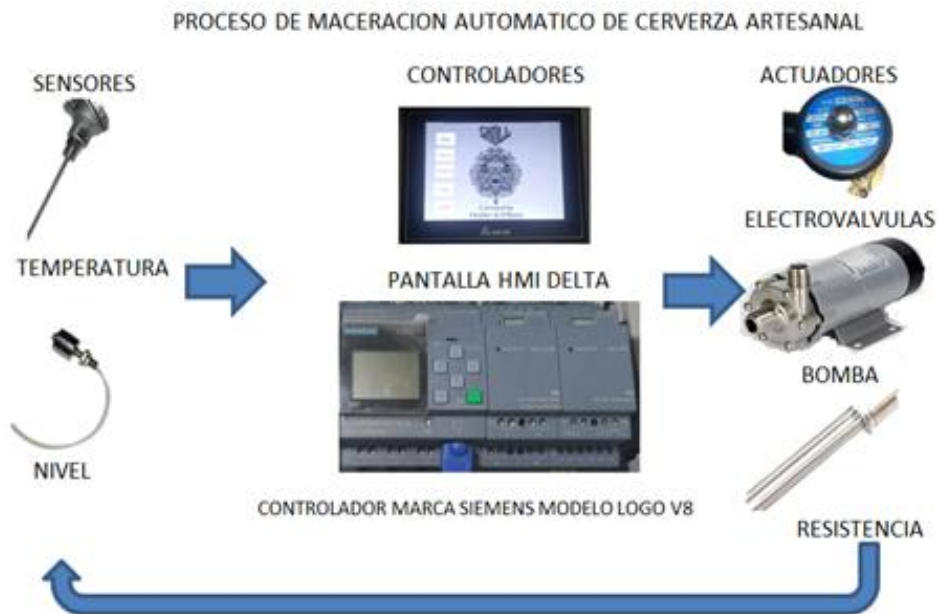 PROCESO DE MACERACION AUTOMATICO DE CERVERZA ARTESANAL
SENSORES
TEMPERATURA
NIVEL
CONTROLADORES
PANTALLA HMI DELTA
SIEMENS
CONTROLADOR MARCA SIEMENS MODELO LOGO V8
ACTUADORES
ELECTROVALVULAS
BOMBA
RESISTENCIA